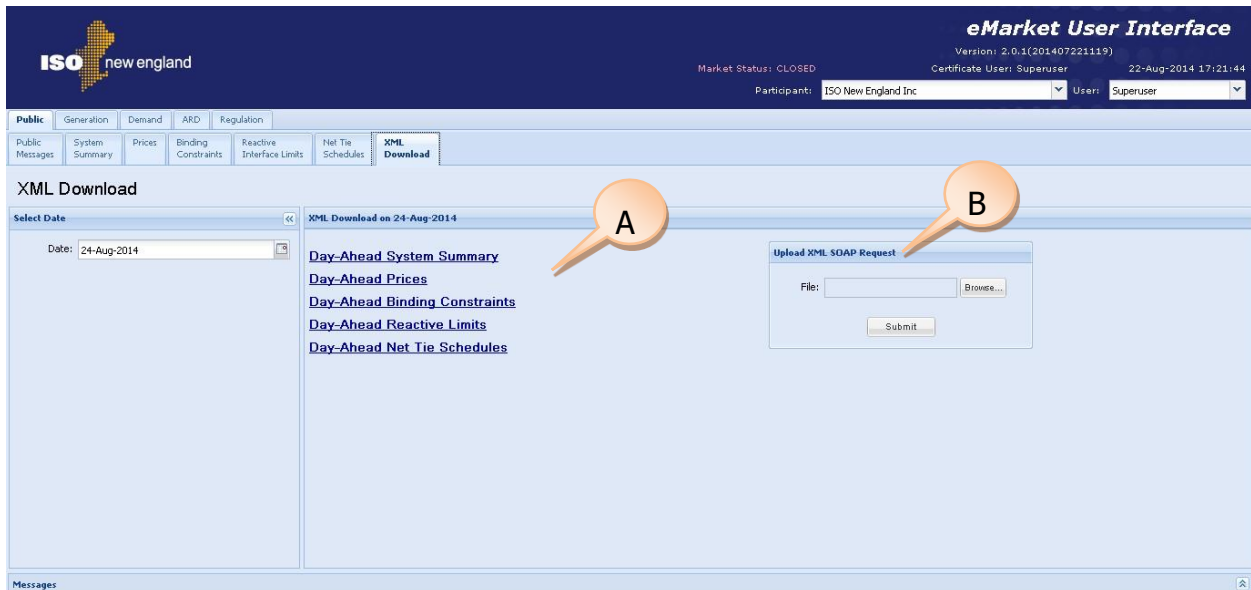 eMarket User Interface
ISO new england
Version: 2.0.1(201407221119)
Market Status: CLOSED Certificate User: Superuser 22-Aug-2014 17:21:44
Participant: ISO New England Inc User: Superuser
Public Generation Demand ARD Regulation
Public Messages System Summary Prices Binding Constraints Reactive Interface Limits Net Tie Schedules XML Download
XML Download
Select Date
Date: 24-Aug-2014
XML Download on 24-Aug-2014
A
Day-Ahead System Summary
Day-Ahead Prices
Day-Ahead Binding Constraints
Day-Ahead Reactive Limits
Day-Ahead Net Tie Schedules
B
Upload XML SOAP Request
File: Browse...
Submit
Messages